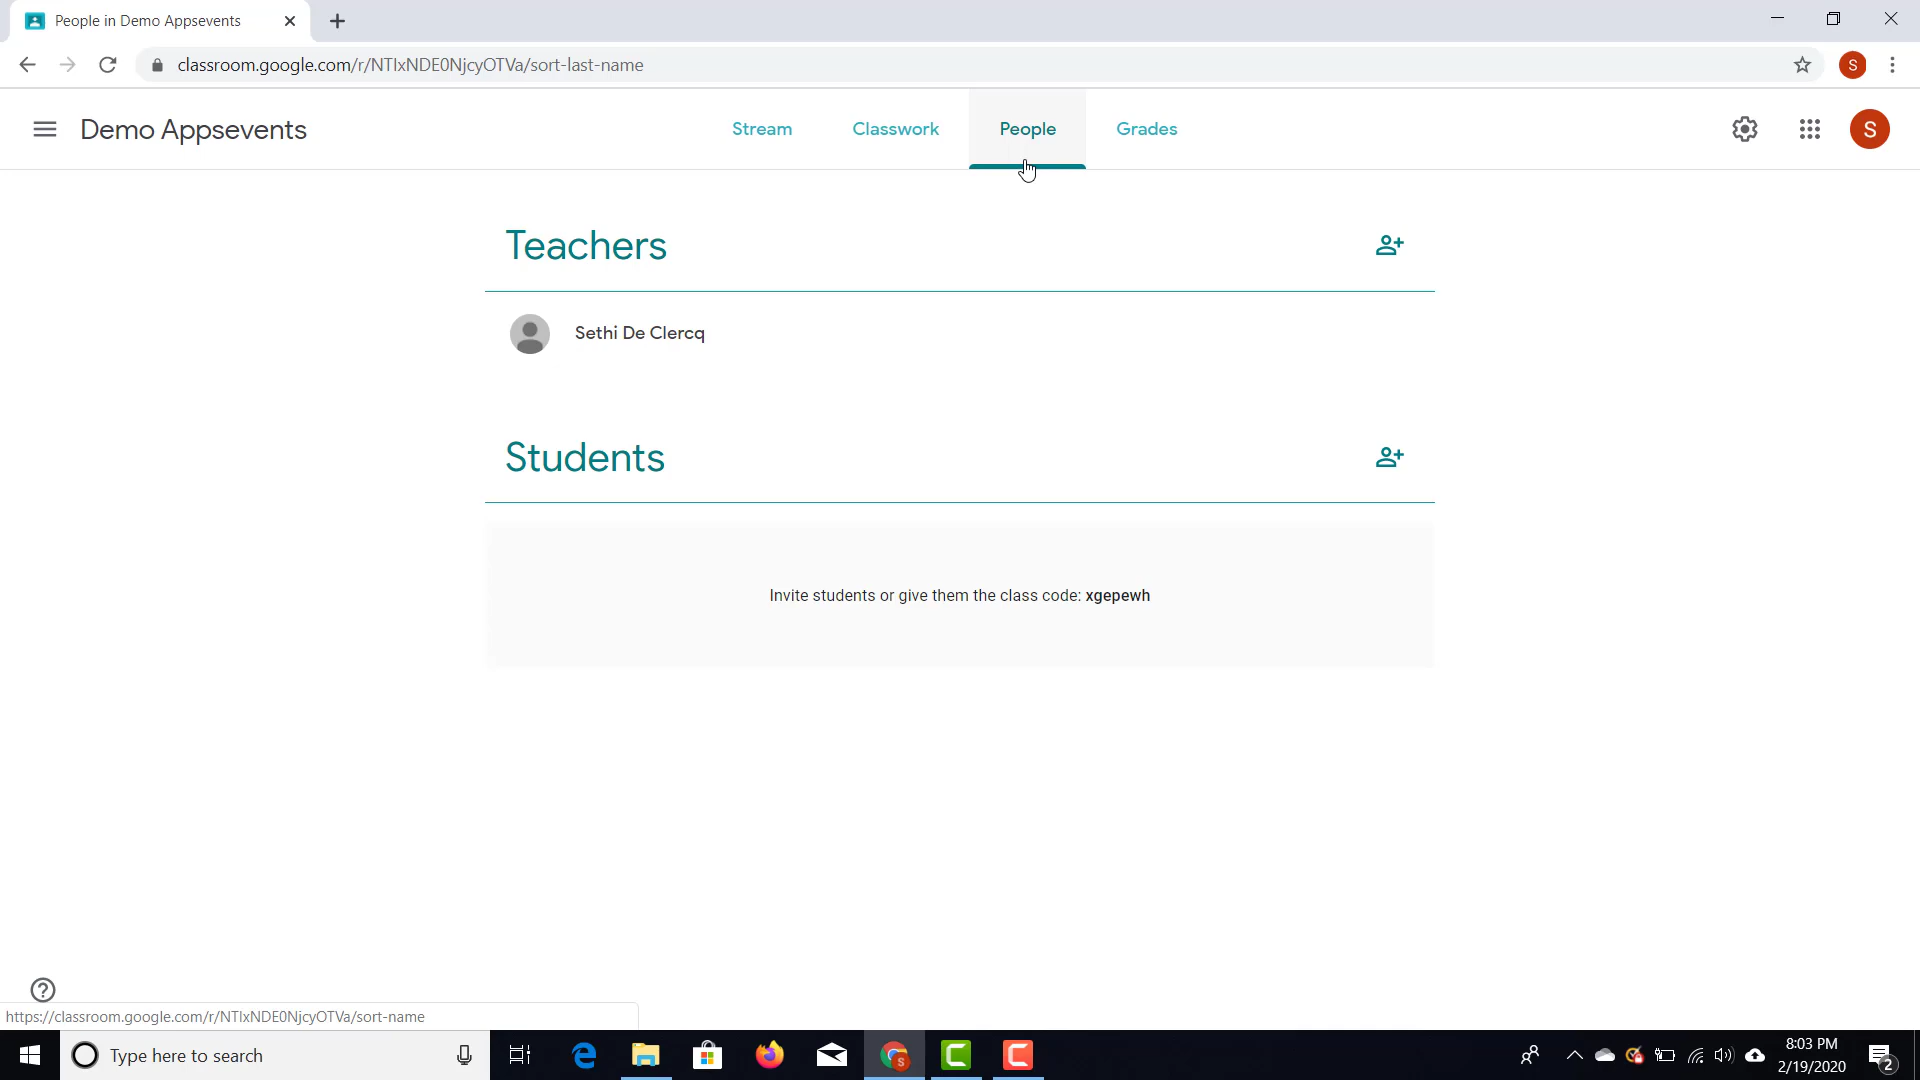 People in Demo Appsevents
classroom.google.com/r/NTIxNDE0NjcyOTVa/sort-last-name
S
Demo Appsevents
Stream
Classwork
People
Grades
S
Teachers
Sethi De Clercq
Students
Invite students or give them the class code: xgepewh
https://classroom.google.com/r/NTIxNDE0NjcyOTVa/sort-name
Type here to search
S
8:03 PM
2/19/2020
2